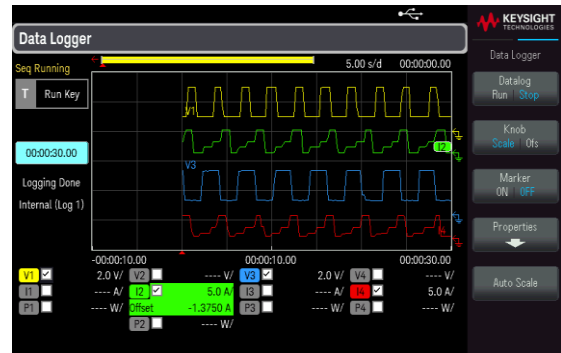 KEYSIGHT
TECHNOLOGIES
Data Logger
Data Logger
Seq Running
5.00 s/d 00:00:00.00
T Run Key
V1
I2
00:00:30.00
V3
Logging Done
Internal (Log 1)
I4
-00:00:10.00 00:00:10.00 00:00:30.00
V1 2.0 V/ V2 ---- V/ V3 2.0 V/ V4 ---- V/
I1 ---- A/ I2 5.0 A/ I3 ---- A/ I4 5.0 A/
P1 ---- W/ Offset -1.3750 A P3 ---- W/ P4 ---- W/
P2 ---- W/
Datalog
Run | Stop
Knob
Scale | Ofs
Marker
ON | OFF
Properties
Auto Scale